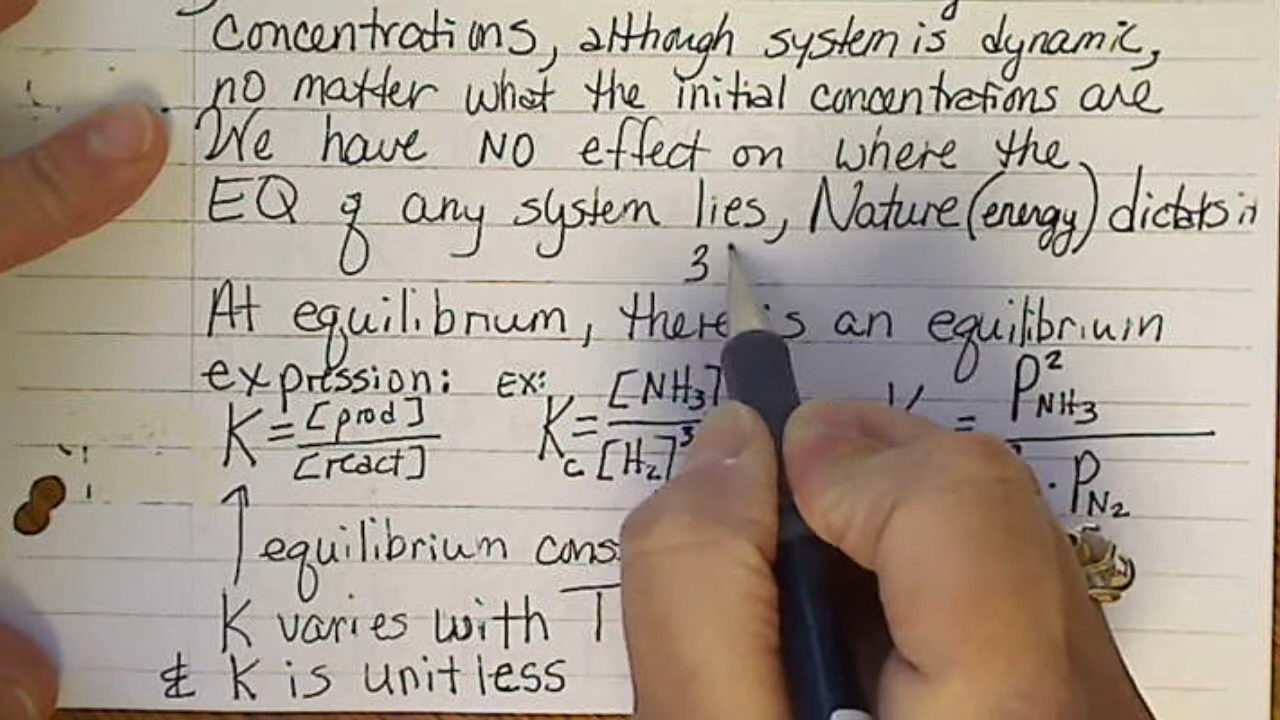 concentrations, although system is dynamic,
no matter what the initial concentrations are
We have NO effect on where the
EQ of any system lies, Nature (energy) dictates it
3
At equilibrium, there is an equilibrium
expression: EX: [NH3] P²NH3
K = [prod] Kc = =
[react] [H2]³ · PN2
equilibrium cons
K varies with T
& K is unitless